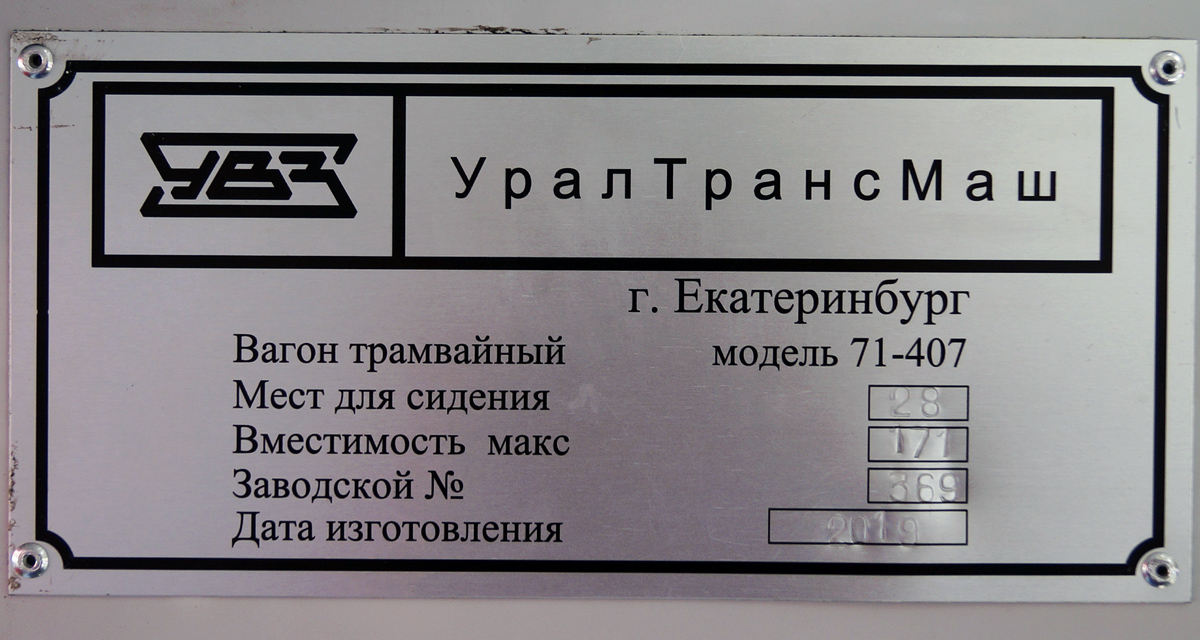 УВЗ
УралТрансМаш
г. Екатеринбург
Вагон трамвайный модель 71-407
Мест для сидения 28
Вместимость макс 171
Заводской № 369
Дата изготовления 2019